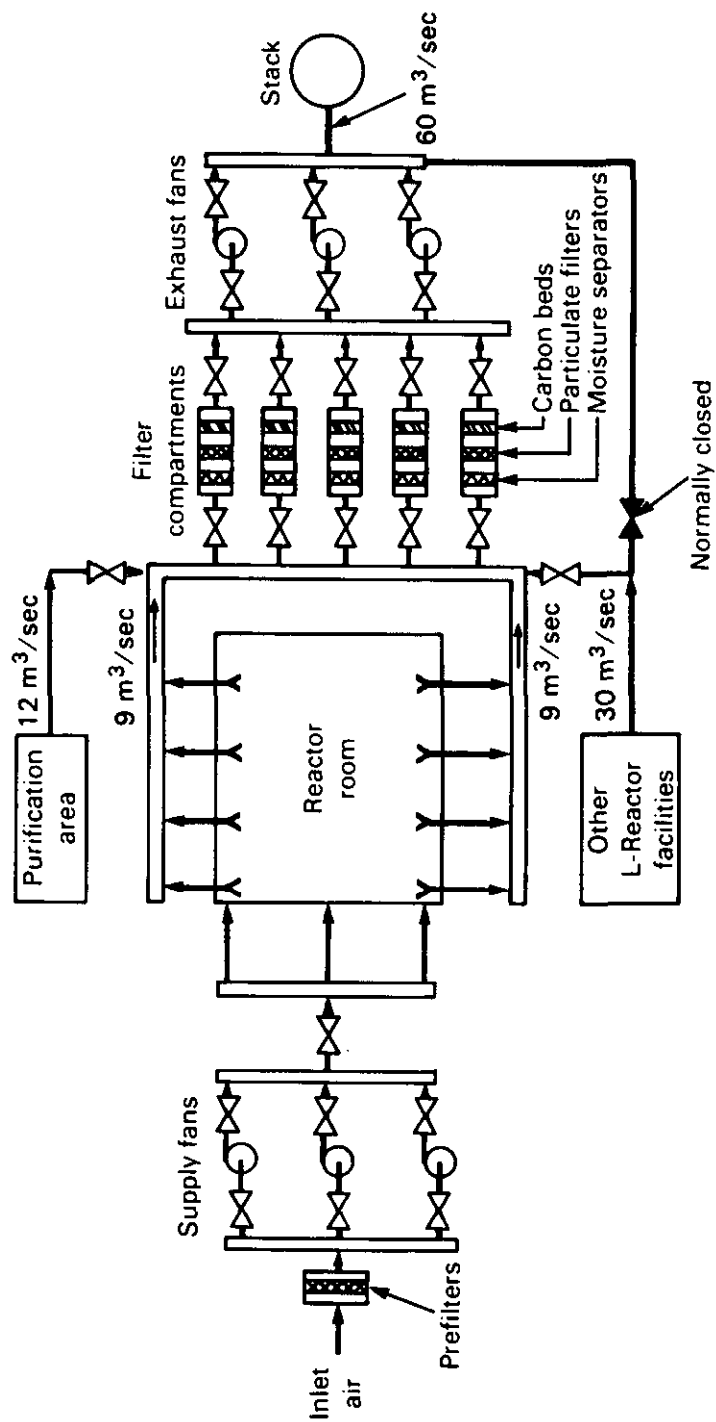 Inlet
air
Prefilters
Supply fans
Purification
area
12 m³/sec
9 m³/sec
Reactor
room
9 m³/sec
Other
L-Reactor
facilities
30 m³/sec
Normally closed
Filter
compartments
Carbon beds
Particulate filters
Moisture separators
Exhaust fans
Stack
60 m³/sec